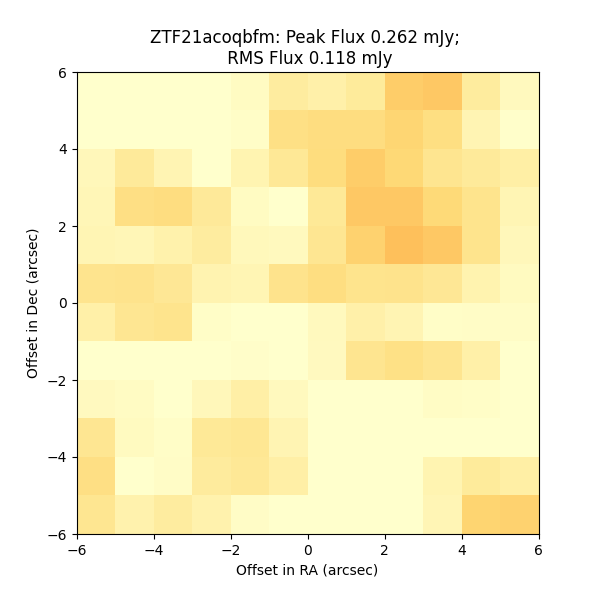 ZTF21acoqbfm: Peak Flux 0.262 mJy;
RMS Flux 0.118 mJy
6
4
2
0
−2
−4
−6
Offset in Dec (arcsec)
−6 −4 −2 0 2 4 6
Offset in RA (arcsec)